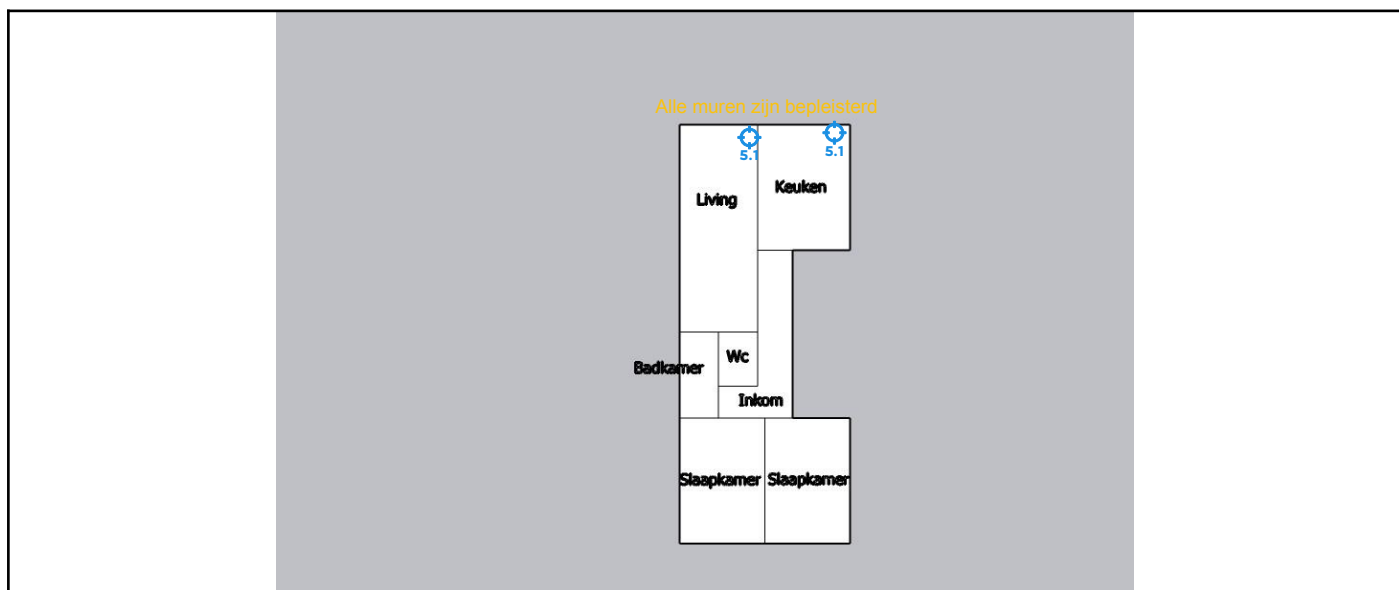 Alle muren zijn bepleisterd
5.1
5.1
Living
Keuken
Badkamer
Wc
Inkom
Slaapkamer
Slaapkamer